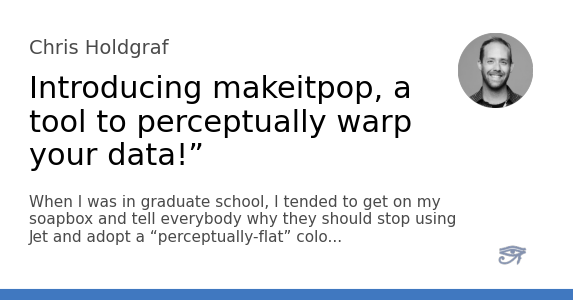 Chris Holdgraf
Introducing makeitpop, a
tool to perceptually warp
your data!”
When I was in graduate school, I tended to get on my
soapbox and tell everybody why they should stop using
Jet and adopt a “perceptually-flat” colo...